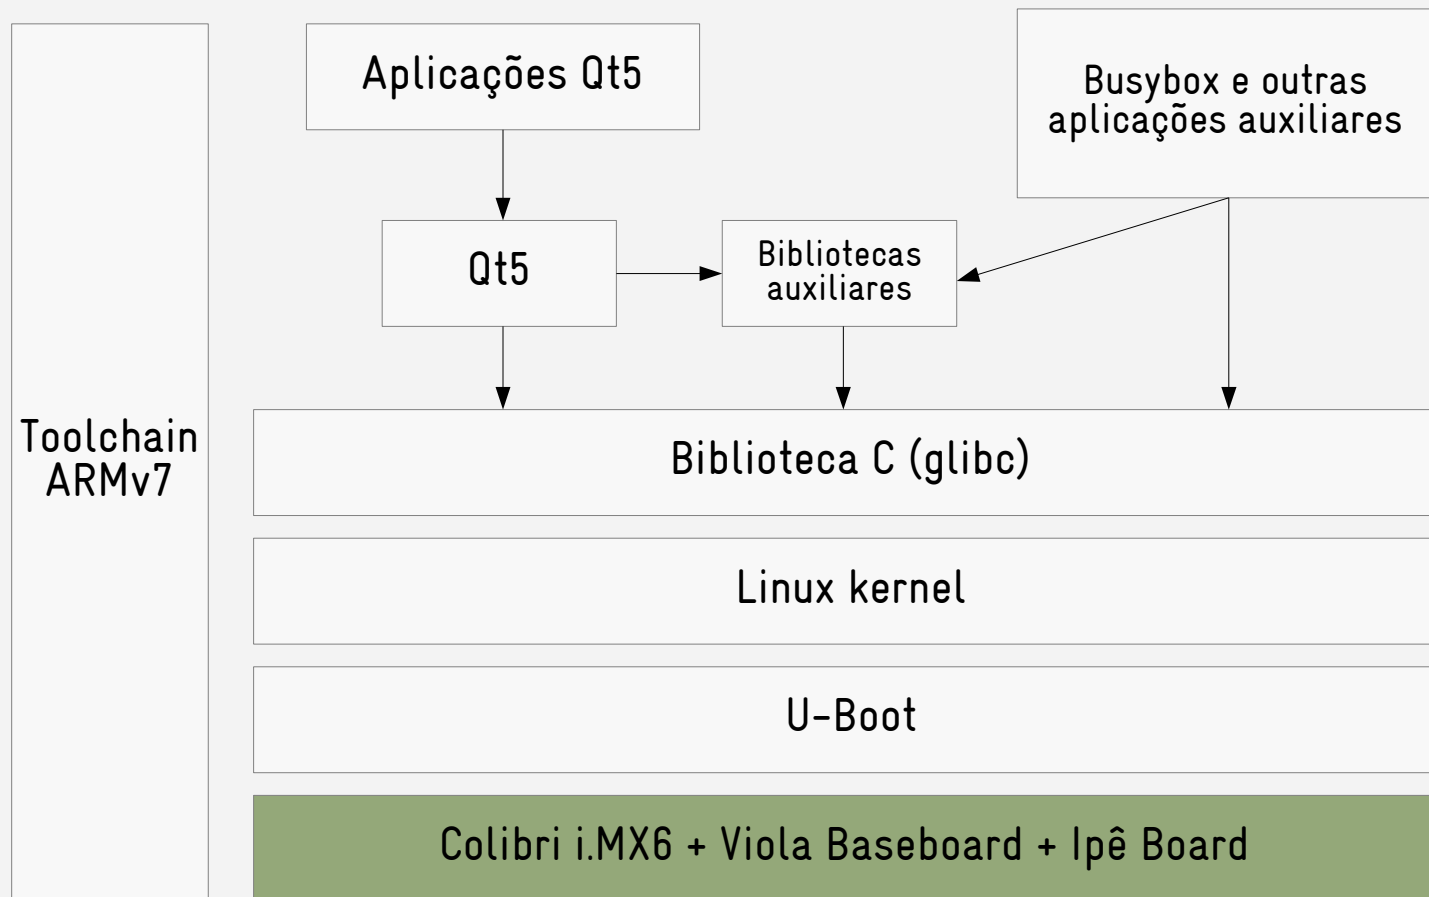 Aplicações Qt5
Busybox e outras
aplicações auxiliares
Qt5
Bibliotecas
auxiliares
Toolchain
ARMv7
Biblioteca C (glibc)
Linux kernel
U-Boot
Colibri i.MX6 + Viola Baseboard + Ipê Board